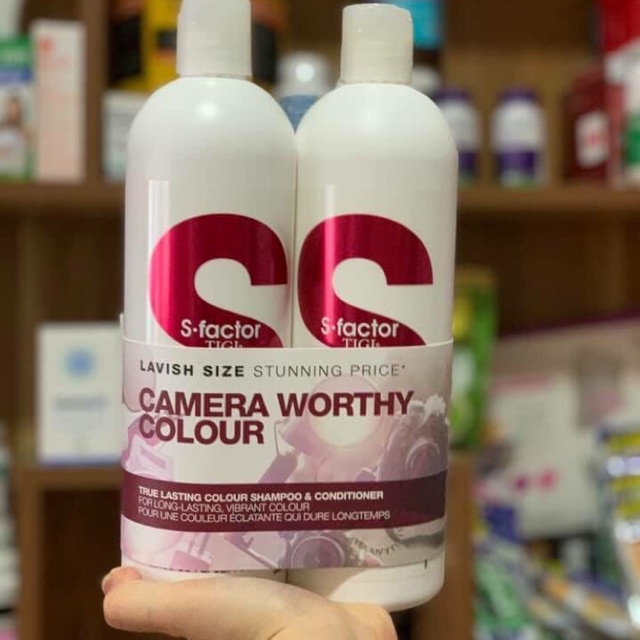 S
S
S·factor
TIGI
S·factor
TIGI
LAVISH SIZE STUNNING PRICE*
CAMERA WORTHY
COLOUR
TRUE LASTING COLOUR SHAMPOO & CONDITIONER
FOR LONG-LASTING, VIBRANT COLOUR
POUR UNE COULEUR ÉCLATANTE QUI DURE LONGTEMPS